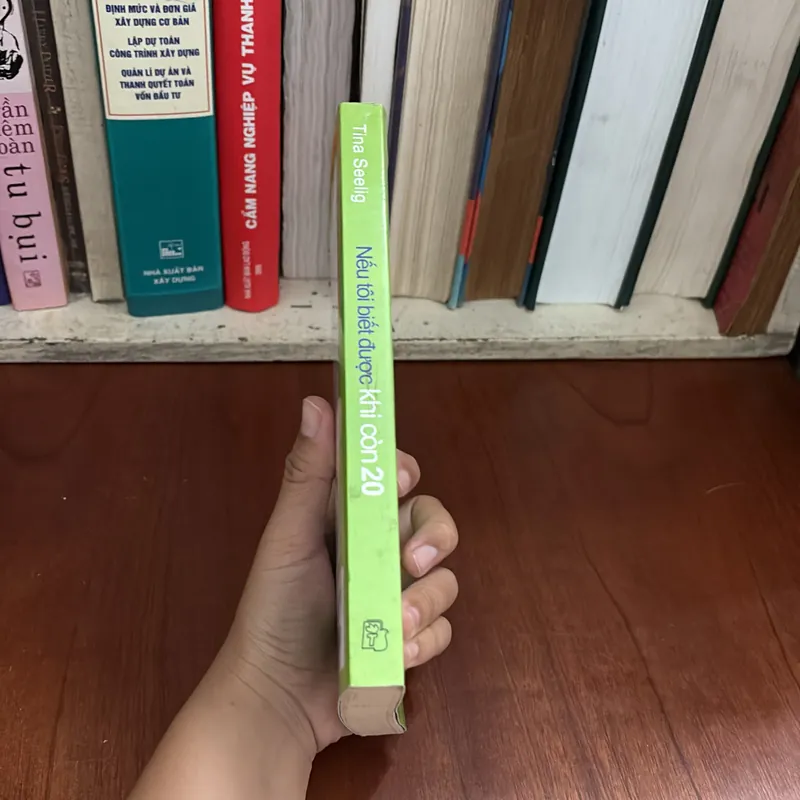 Tina Seelig
Nếu tôi biết được khi còn 20
ĐỊNH MỨC VÀ ĐƠN GIÁ
XÂY DỰNG CƠ BẢN
LẬP DỰ TOÁN
CÔNG TRÌNH XÂY DỰNG
QUẢN LÍ DỰ ÁN VÀ
THANH QUYẾT TOÁN
VỐN ĐẦU TƯ
NHÀ XUẤT BẢN
XÂY DỰNG
CẨM NANG NGHIỆP VỤ THANH
tu bụi